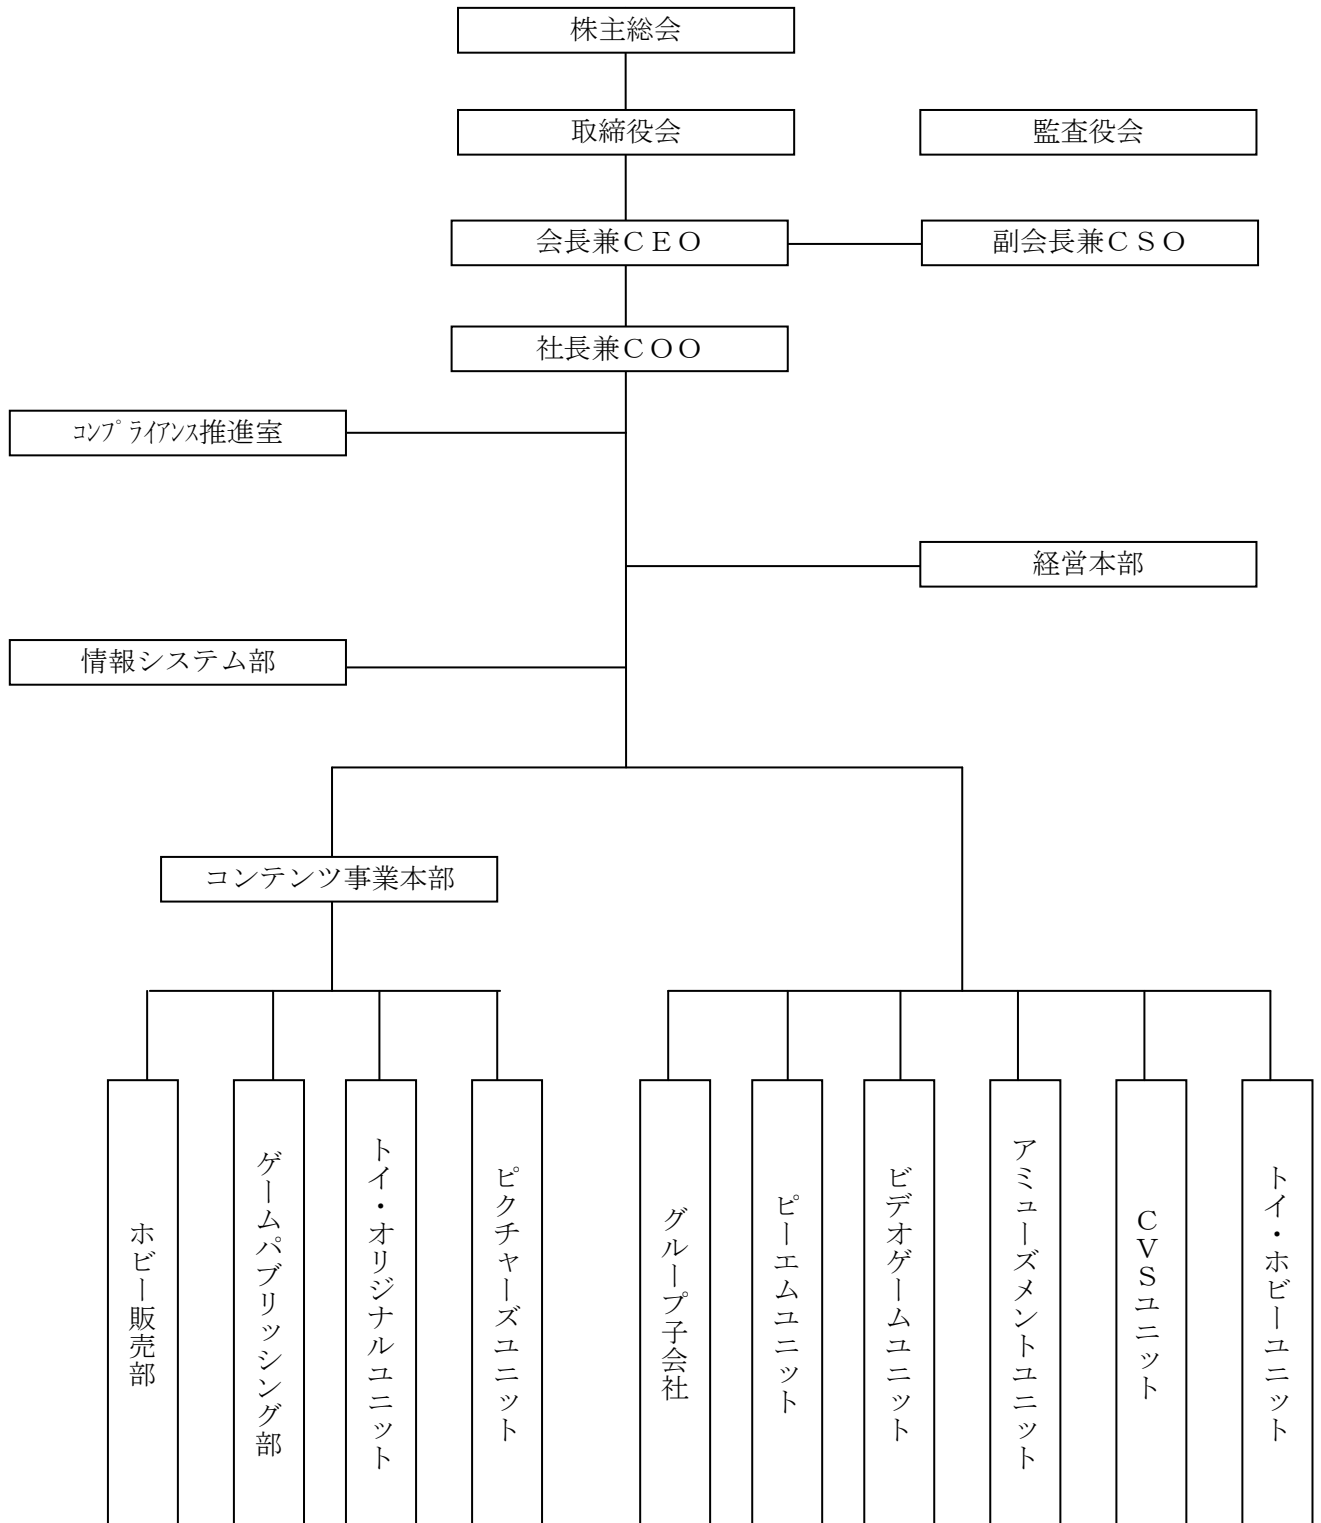 株主総会
取締役会
監査役会
会長兼ＣＥＯ
副会長兼ＣＳＯ
社長兼ＣＯＯ
ｺﾝﾌﾟﾗｲｱﾝｽ推進室
経営本部
情報システム部
コンテンツ事業本部
ホビー販売部
ゲームパブリッシング部
トイ・オリジナルユニット
ピクチャーズユニット
グループ子会社
ピーエムユニット
ビデオゲームユニット
アミューズメントユニット
ＣＶＳユニット
トイ・ホビーユニット